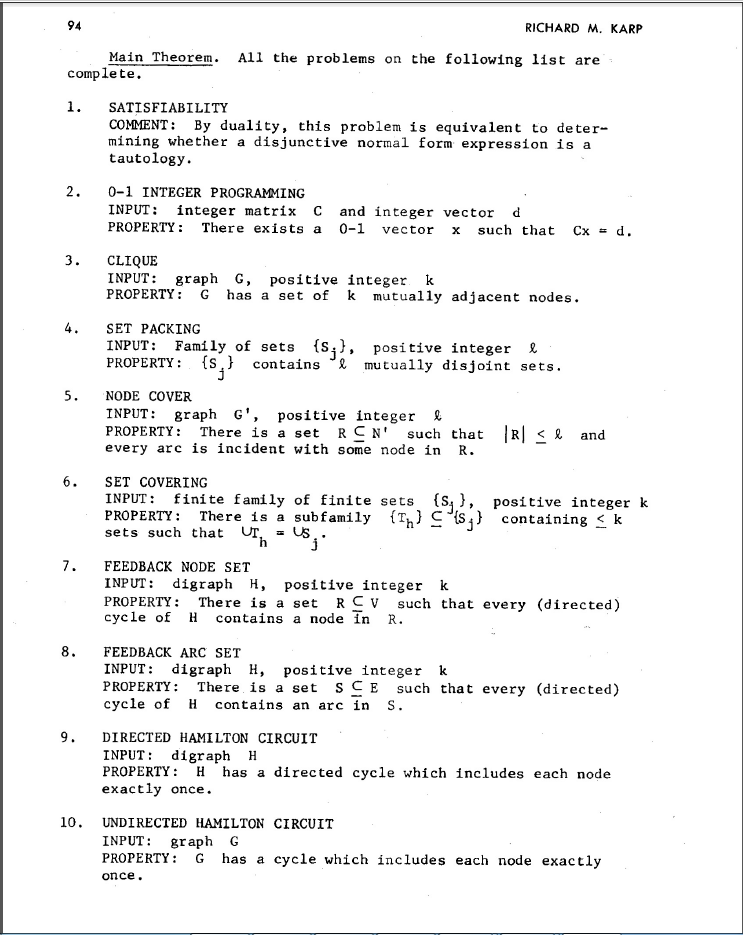 94 RICHARD M. KARP
Main Theorem. All the problems on the following list are
complete.
1. SATISFIABILITY
COMMENT: By duality, this problem is equivalent to deter-
mining whether a disjunctive normal form expression is a
tautology.
2. 0-1 INTEGER PROGRAMMING
INPUT: integer matrix C and integer vector d
PROPERTY: There exists a 0-1 vector x such that Cx = d.
3. CLIQUE
INPUT: graph G, positive integer k
PROPERTY: G has a set of k mutually adjacent nodes.
4. SET PACKING
INPUT: Family of sets {S_j}, positive integer ℓ
PROPERTY: {S_j} contains ℓ mutually disjoint sets.
5. NODE COVER
INPUT: graph G', positive integer ℓ
PROPERTY: There is a set R ⊆ N' such that |R| ≤ ℓ and
every arc is incident with some node in R.
6. SET COVERING
INPUT: finite family of finite sets {S_j}, positive integer k
PROPERTY: There is a subfamily {T_h} ⊆ {S_j} containing ≤ k
sets such that ∪T_h = ∪S_j.
7. FEEDBACK NODE SET
INPUT: digraph H, positive integer k
PROPERTY: There is a set R ⊆ V such that every (directed)
cycle of H contains a node in R.
8. FEEDBACK ARC SET
INPUT: digraph H, positive integer k
PROPERTY: There is a set S ⊆ E such that every (directed)
cycle of H contains an arc in S.
9. DIRECTED HAMILTON CIRCUIT
INPUT: digraph H
PROPERTY: H has a directed cycle which includes each node
exactly once.
10. UNDIRECTED HAMILTON CIRCUIT
INPUT: graph G
PROPERTY: G has a cycle which includes each node exactly
once.